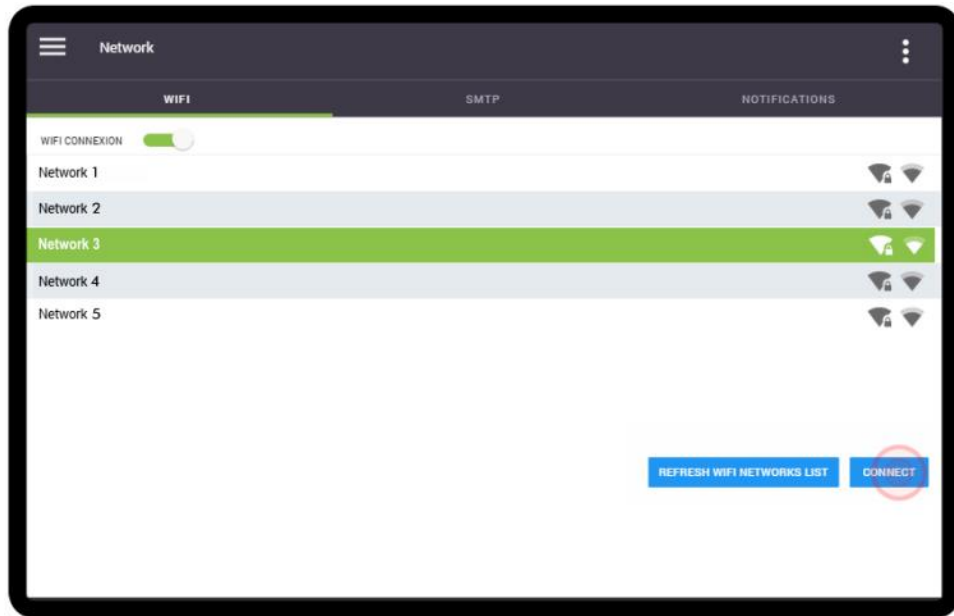 Network
WIFI SMTP NOTIFICATIONS
WIFI CONNEXION
Network 1
Network 2
Network 3
Network 4
Network 5
REFRESH WIFI NETWORKS LIST CONNECT